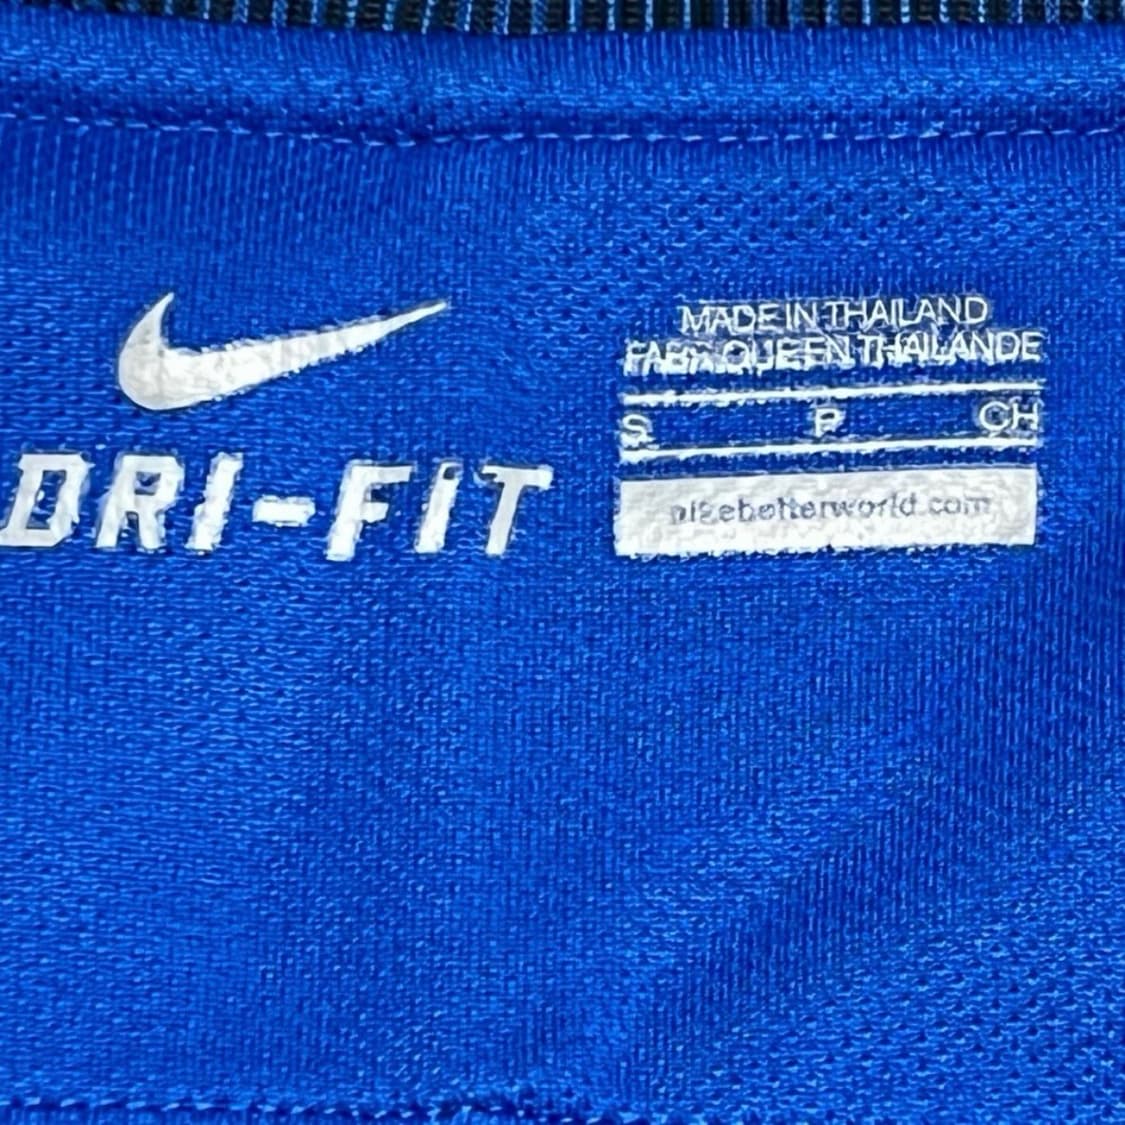 DRI-FIT
MADE IN THAILAND
FABRIQUE EN THAILANDE
S P CH
nikebetterworld.com